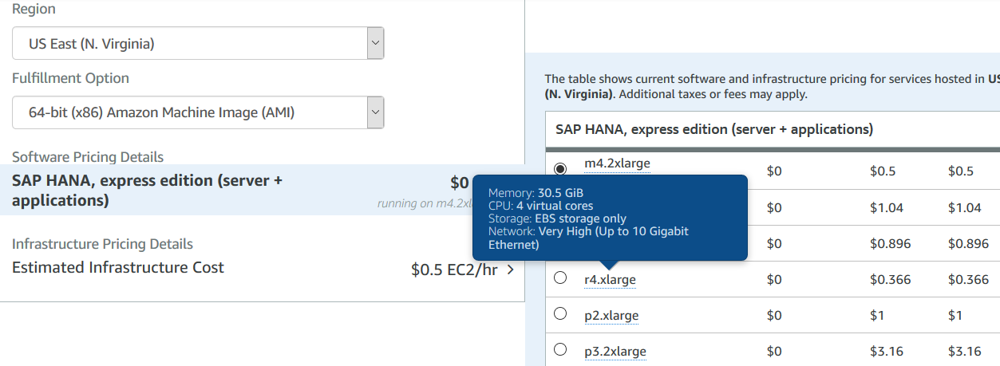 Region
US East (N. Virginia)
Fulfillment Option
64-bit (x86) Amazon Machine Image (AMI)
Software Pricing Details
SAP HANA, express edition (server +
applications)
$0
running on m4.2xl
Infrastructure Pricing Details
Estimated Infrastructure Cost
$0.5 EC2/hr
The table shows current software and infrastructure pricing for services hosted in US
(N. Virginia). Additional taxes or fees may apply.
SAP HANA, express edition (server + applications)
m4.2xlarge $0 $0.5 $0.5
Memory: 30.5 GiB
CPU: 4 virtual cores
Storage: EBS storage only
Network: Very High (Up to 10 Gigabit
Ethernet)
$0 $1.04 $1.04
$0 $0.896 $0.896
r4.xlarge $0 $0.366 $0.366
p2.xlarge $0 $1 $1
p3.2xlarge $0 $3.16 $3.16